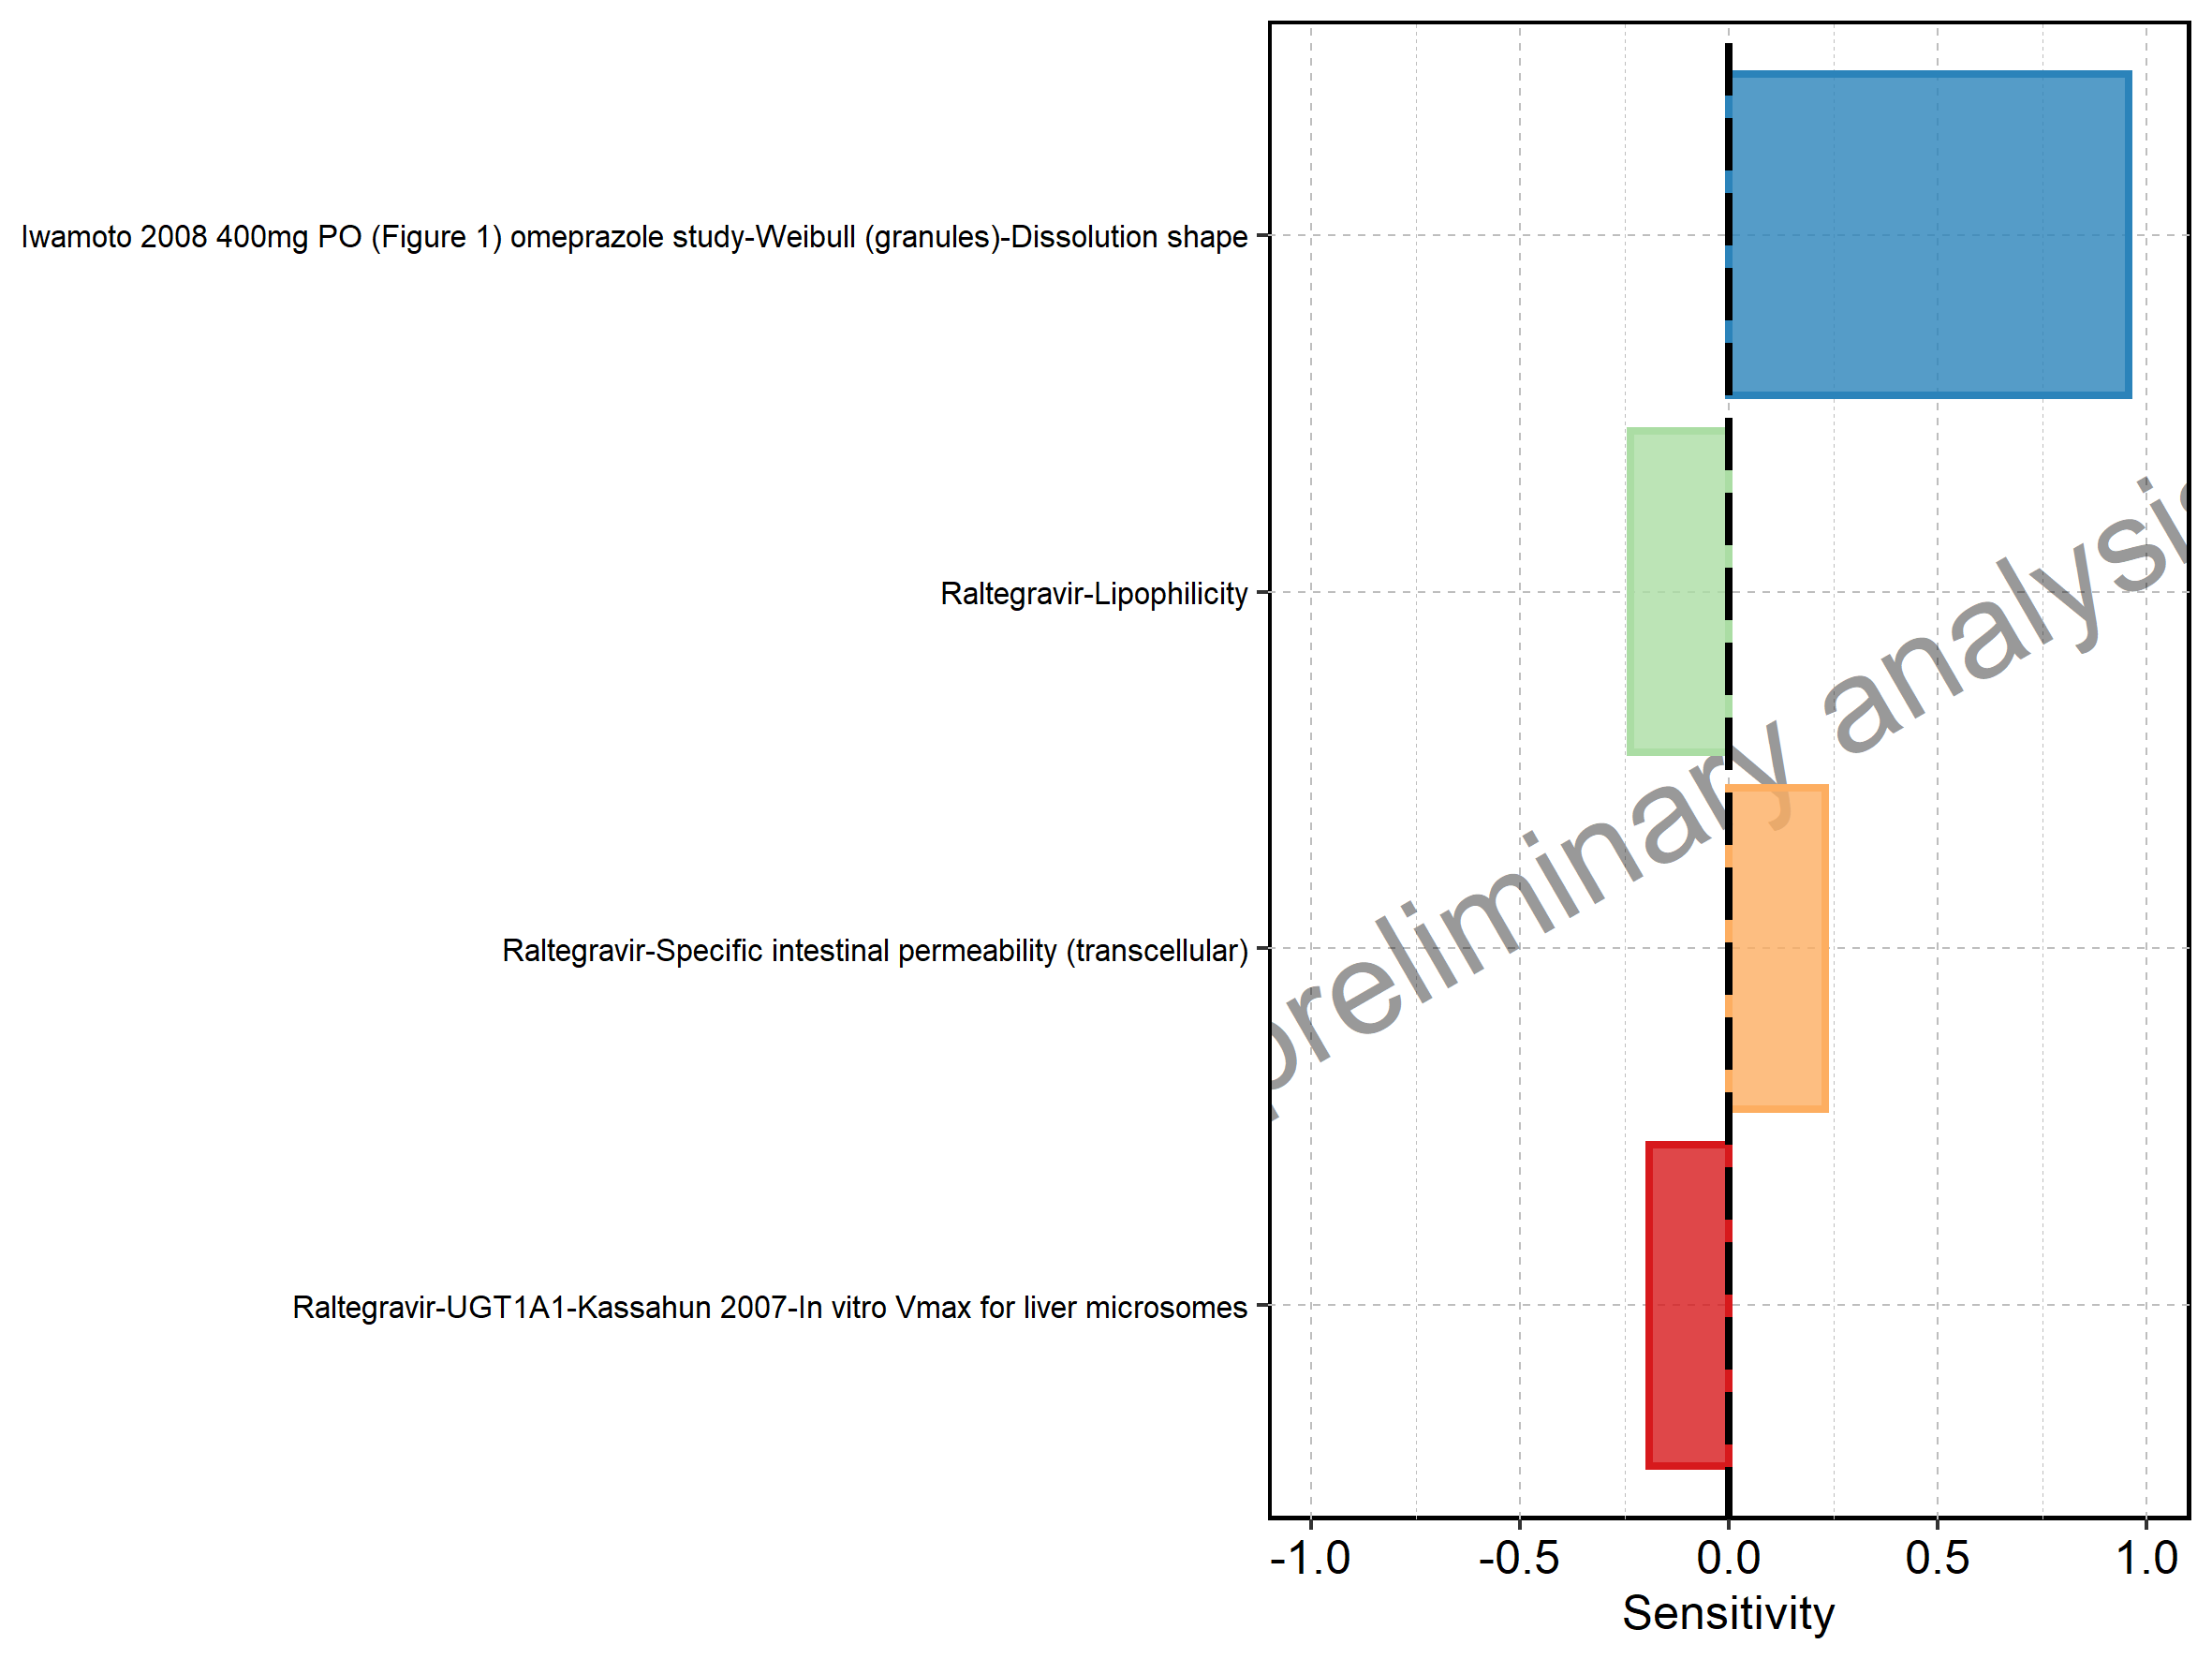 Iwamoto 2008 400mg PO (Figure 1) omeprazole study-Weibull (granules)-Dissolution shape
Raltegravir-Lipophilicity
Raltegravir-Specific intestinal permeability (transcellular)
Raltegravir-UGT1A1-Kassahun 2007-In vitro Vmax for liver microsomes
preliminary analysis
-1.0 -0.5 0.0 0.5 1.0
Sensitivity